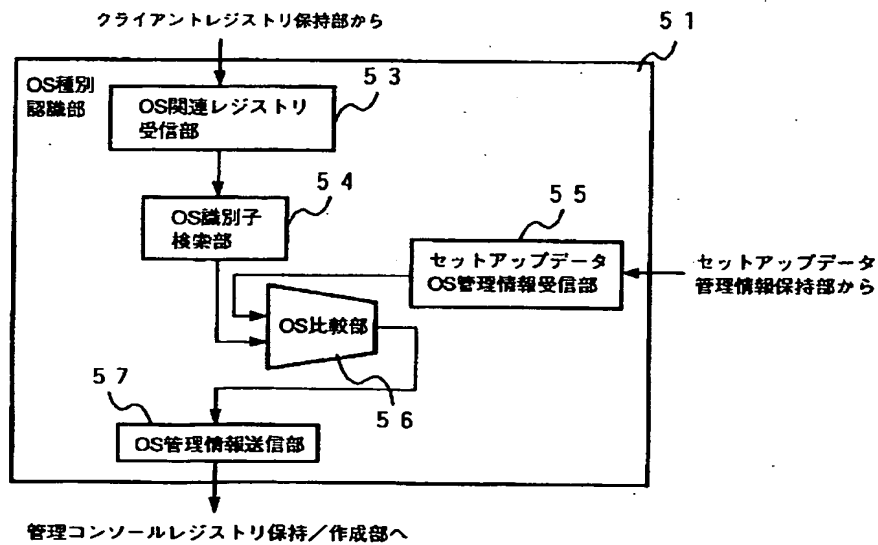 クライアントレジストリ保持部から
51
OS種別
認識部
53
OS関連レジストリ
受信部
54
OS識別子
検索部
55
セットアップデータ
OS管理情報受信部
セットアップデータ
管理情報保持部から
OS比較部
56
57
OS管理情報送信部
管理コンソールレジストリ保持/作成部へ